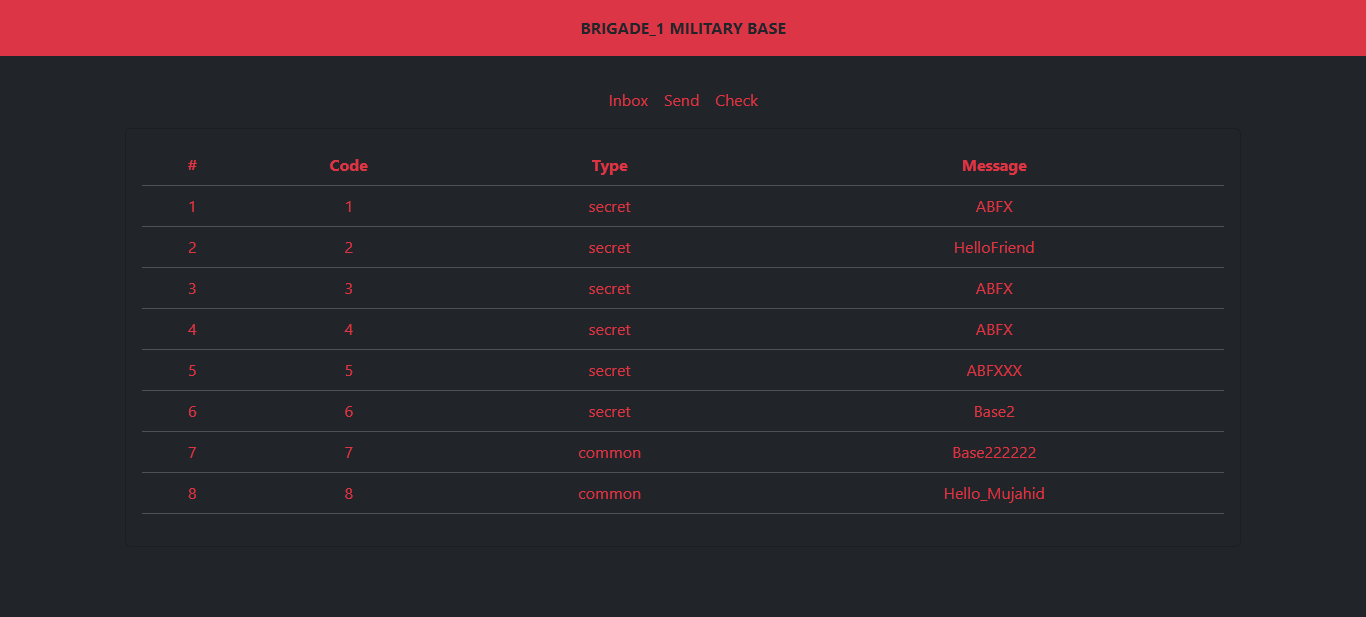 BRIGADE_1 MILITARY BASE
Inbox Send Check
# Code Type Message
1 1 secret ABFX
2 2 secret HelloFriend
3 3 secret ABFX
4 4 secret ABFX
5 5 secret ABFXXX
6 6 secret Base2
7 7 common Base222222
8 8 common Hello_Mujahid